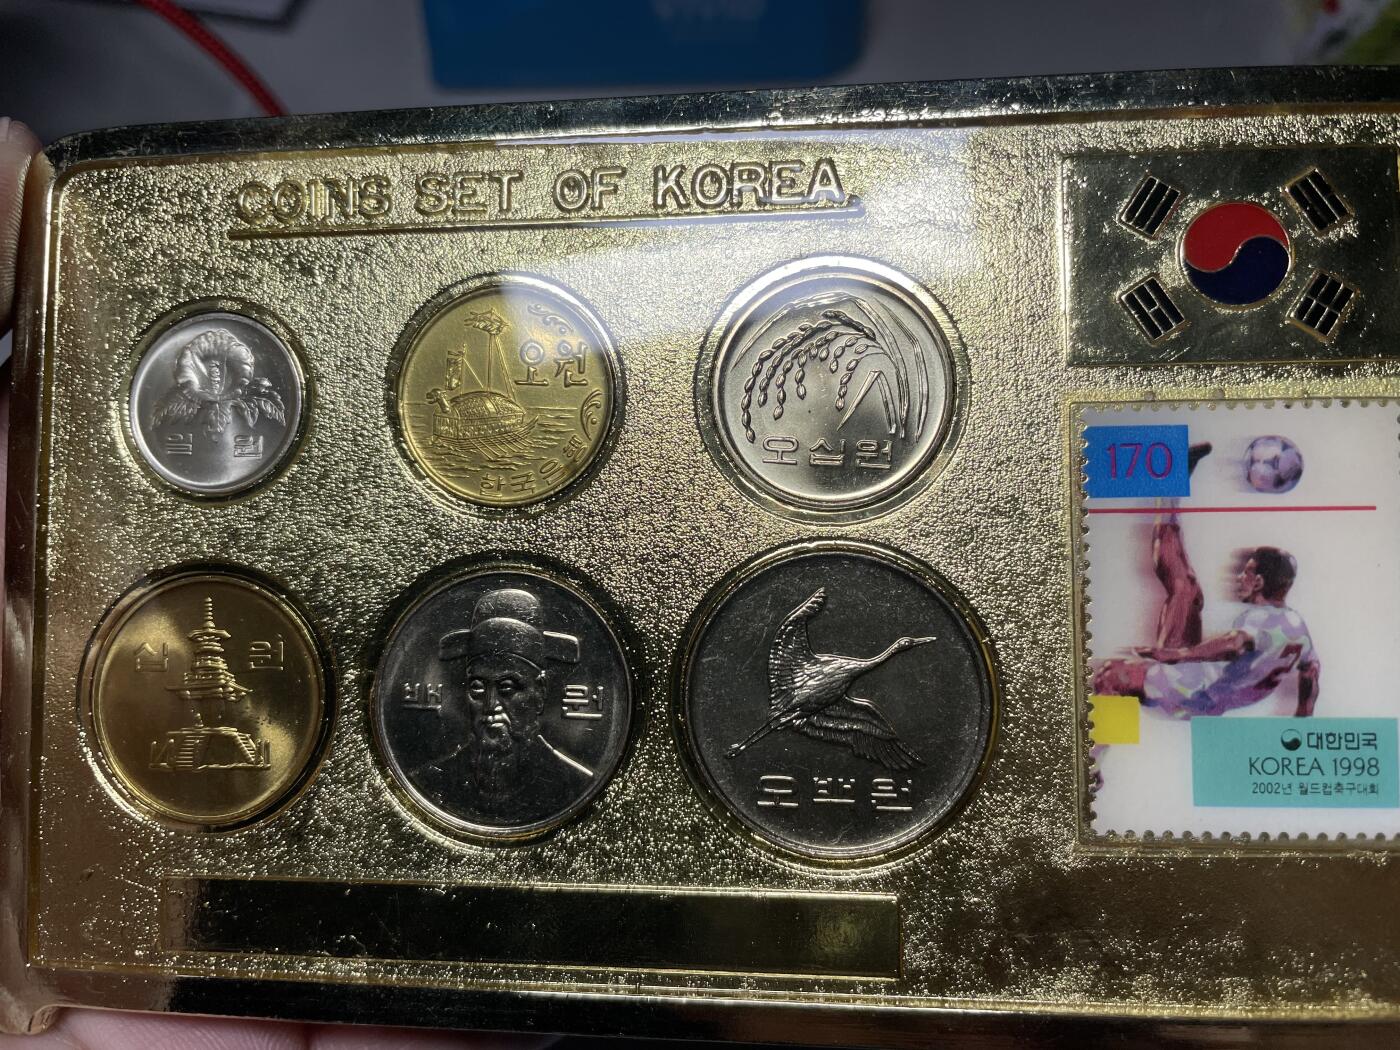 COINS SET OF KOREA
일 원
오원
한국은행
오십원
십 원
백 원
오백원
170
대한민국
KOREA 1998
2002년 월드컵축구대회